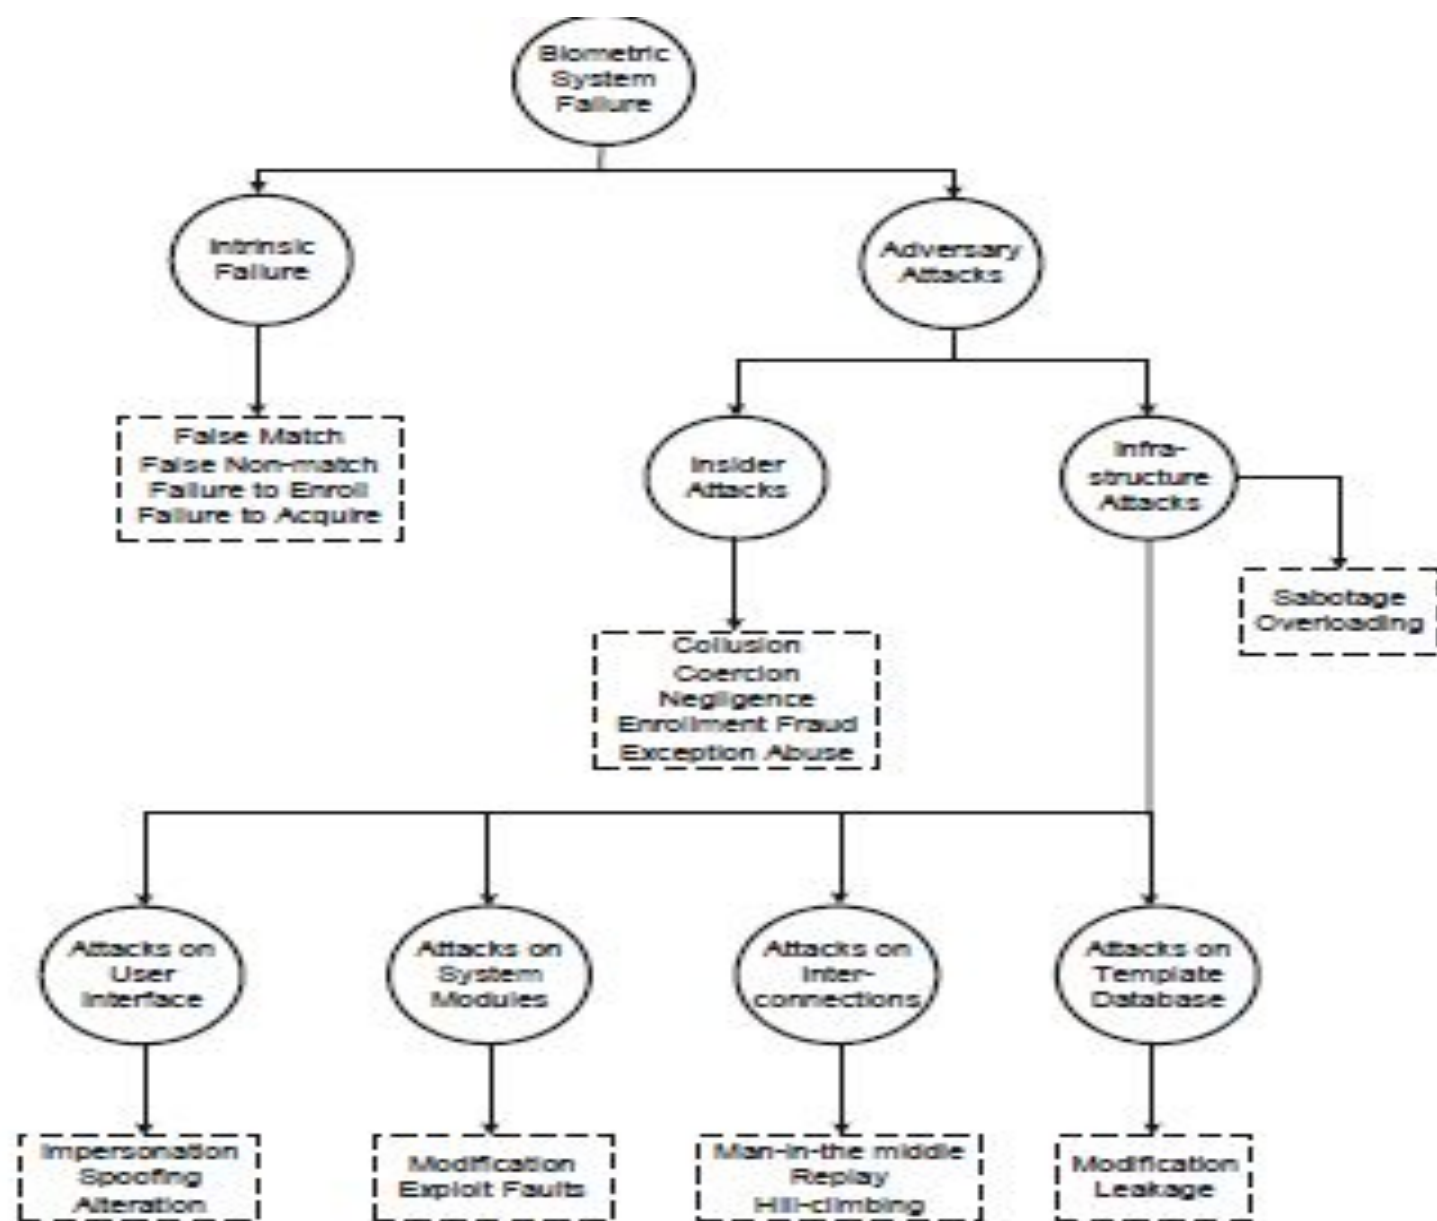 Biometric
System
Failure
Intrinsic
Failure
Adversary
Attacks
False Match
False Non-match
Failure to Enroll
Failure to Acquire
Insider
Attacks
Infra-
structure
Attacks
Sabotage
Overloading
Collusion
Coercion
Negligence
Enrollment Fraud
Exception Abuse
Attacks on
User
Interface
Attacks on
System
Modules
Attacks on
Inter-
connections
Attacks on
Template
Database
Impersonation
Spoofing
Alteration
Modification
Exploit Faults
Man-in-the middle
Replay
Hill-climbing
Modification
Leakage